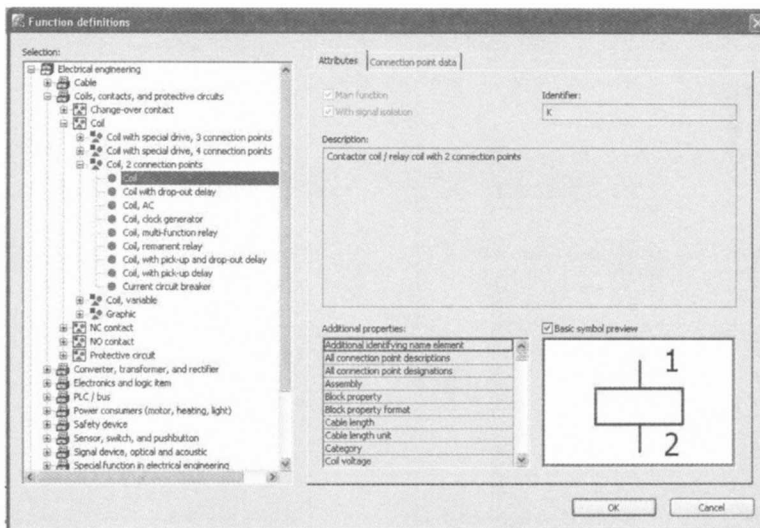 Function definitions
Selection:
Electrical engineering
Cable
Coils, contacts, and protective circuits
Change-over contact
Coil
Coil with special drive, 3 connection points
Coil with special drive, 4 connection points
Coil, 2 connection points
Coil
Coil with drop-out delay
Coil, AC
Coil, clock generator
Coil, multi-function relay
Coil, remanent relay
Coil, with pick-up and drop-out delay
Coil, with pick-up delay
Current circuit breaker
Coil, variable
Graphic
NC contact
NO contact
Protective circuit
Converter, transformer, and rectifier
Electronics and logic item
PLC / bus
Power consumers (motor, heating, light)
Safety device
Sensor, switch, and pushbutton
Signal device, optical and acoustic
Special function in electrical engineering
Attributes
Connection point data
Main function
With signal isolation
Identifier:
K
Description:
Contactor coil / relay coil with 2 connection points
Additional properties:
Additional identifying name element
All connection point descriptions
All connection point designations
Assembly
Block property
Block property format
Cable length
Cable length unit
Category
Coil voltage
Basic symbol preview
1
2
OK
Cancel